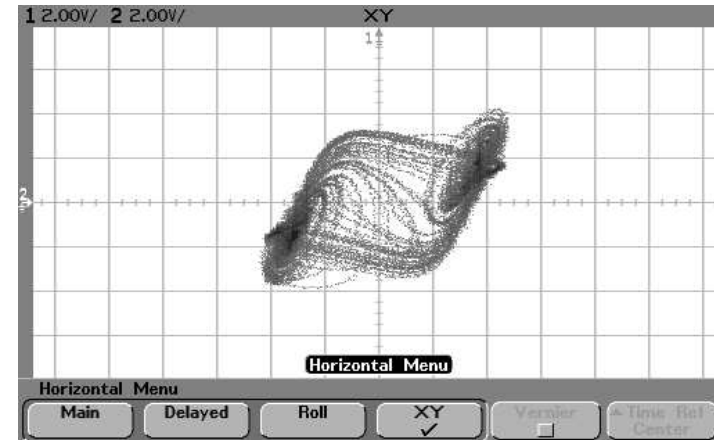 1 2.00V/ 2 2.00V/ XY
1
2
Horizontal Menu
Horizontal Menu
Main Delayed Roll XY Vernier Time Ref
Center